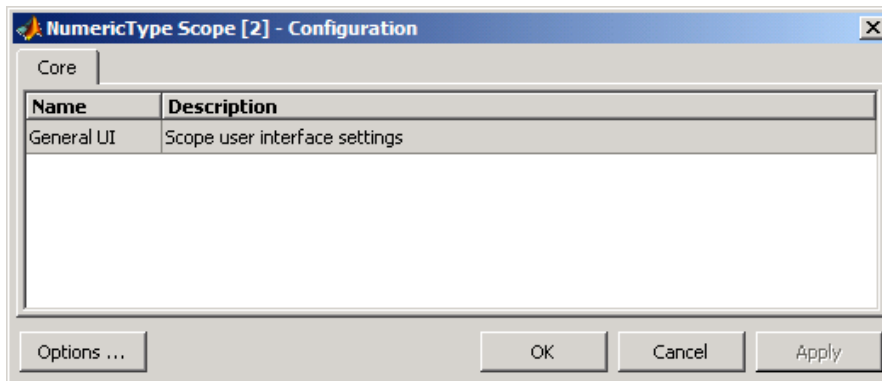 NumericType Scope [2] - Configuration
Core
Name Description
General UI Scope user interface settings
Options ... OK Cancel Apply